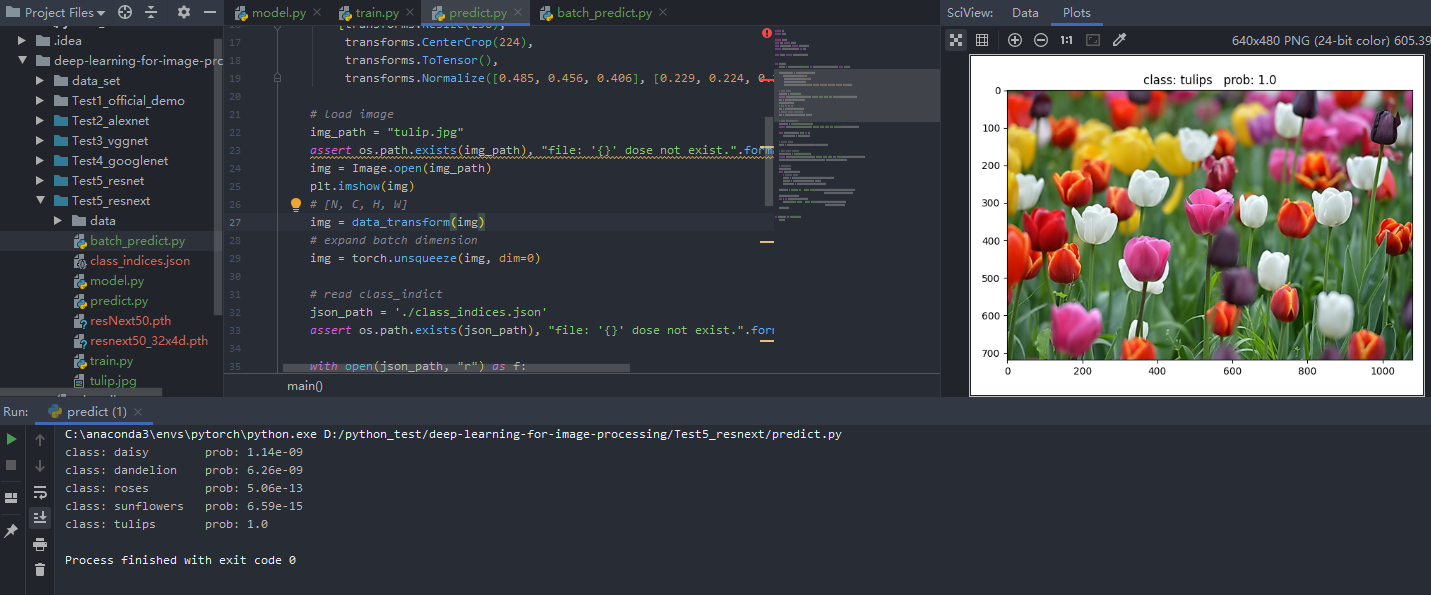 Project Files
model.py
train.py
predict.py
batch_predict.py
SciView:
Data
Plots
.idea
deep-learning-for-image-proc
data_set
Test1_official_demo
Test2_alexnet
Test3_vggnet
Test4_googlenet
Test5_resnet
Test5_resnext
data
batch_predict.py
class_indices.json
model.py
predict.py
resNext50.pth
resnext50_32x4d.pth
train.py
tulip.jpg
17 transforms.CenterCrop(224),
18 transforms.ToTensor(),
19 transforms.Normalize([0.485, 0.456, 0.406], [0.229, 0.224, 0.
20
21 # Load image
22 img_path = "tulip.jpg"
23 assert os.path.exists(img_path), "file: '{}' dose not exist.".form
24 img = Image.open(img_path)
25 plt.imshow(img)
26 # [N, C, H, W]
27 img = data_transform(img)
28 # expand batch dimension
29 img = torch.unsqueeze(img, dim=0)
30
31 # read class_indict
32 json_path = './class_indices.json'
33 assert os.path.exists(json_path), "file: '{}' dose not exist.".for
34
35 with open(json_path, "r") as f:
main()
1:1
640x480 PNG (24-bit color) 605.39
class: tulips prob: 1.0
0
100
200
300
400
500
600
700
0 200 400 600 800 1000
Run:
predict (1)
C:\anaconda3\envs\pytorch\python.exe D:/python_test/deep-learning-for-image-processing/Test5_resnext/predict.py
class: daisy prob: 1.14e-09
class: dandelion prob: 6.26e-09
class: roses prob: 5.06e-13
class: sunflowers prob: 6.59e-15
class: tulips prob: 1.0
Process finished with exit code 0